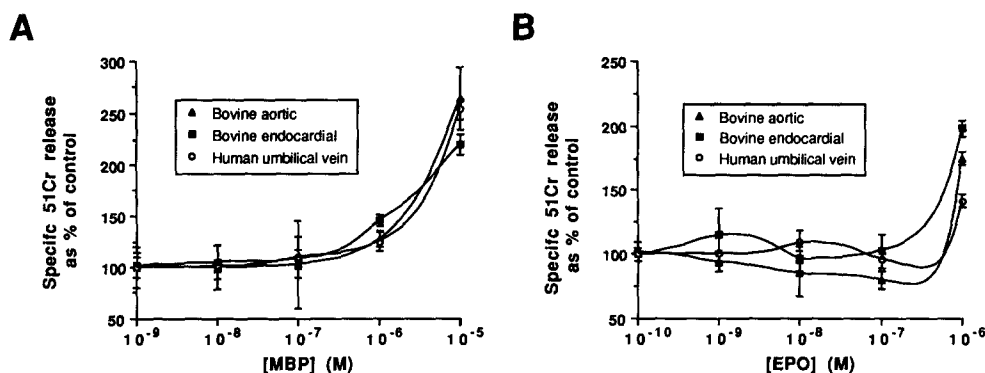 A
Specifc 51Cr release
as % of control
300
250
200
150
100
50
Bovine aortic
Bovine endocardial
Human umbilical vein
10^-9
10^-8
10^-7
10^-6
10^-5
[MBP] (M)
B
Specifc 51Cr release
as % of control
250
200
150
100
50
Bovine aortic
Bovine endocardial
Human umbilical vein
10^-10
10^-9
10^-8
10^-7
10^-6
[EPO] (M)